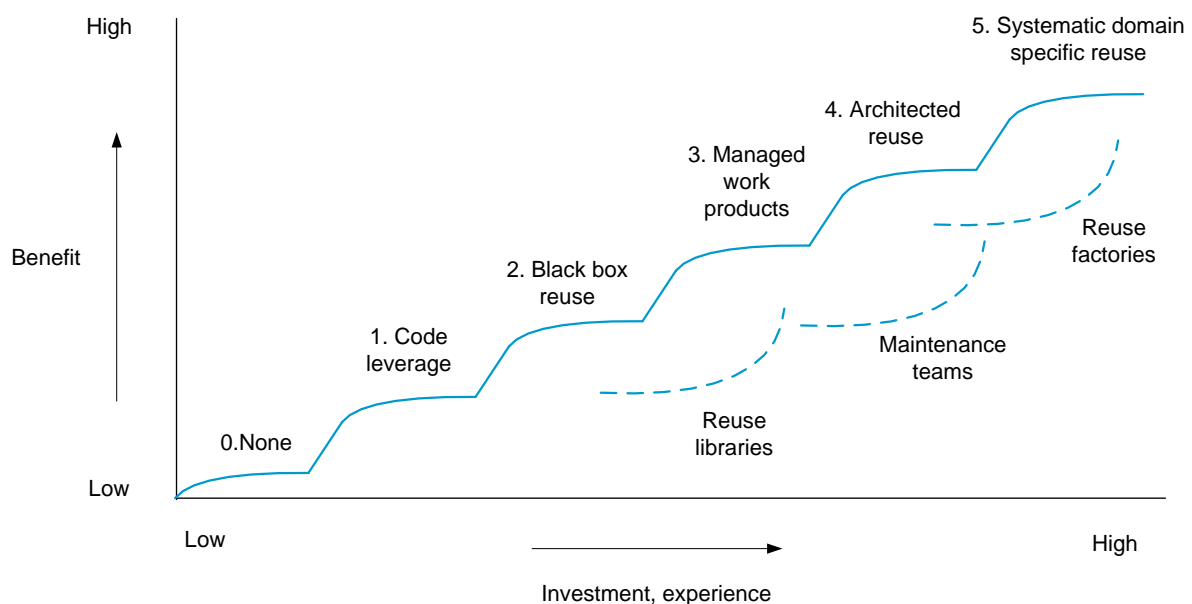 High
5. Systematic domain
specific reuse
4. Architected
reuse
3. Managed
work
products
Benefit
2. Black box
reuse
Reuse
factories
1. Code
leverage
Maintenance
teams
Reuse
libraries
0.None
Low
Low
High
Investment, experience